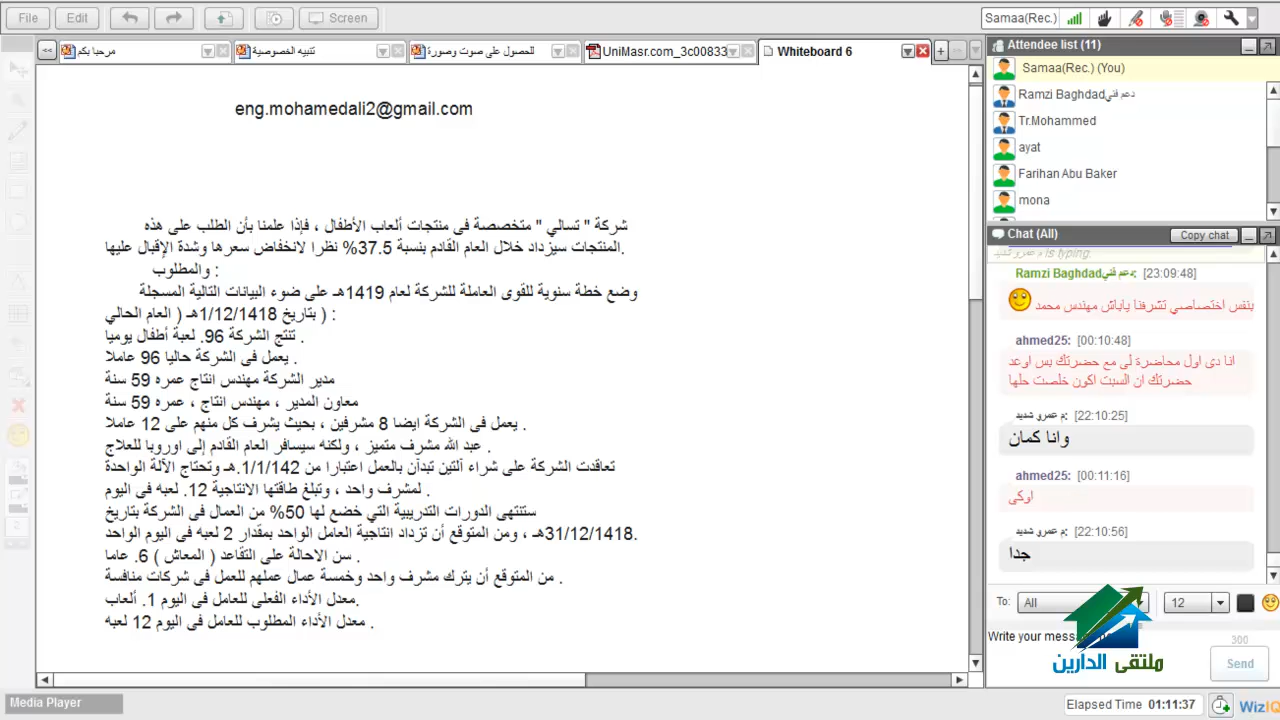 File
Edit
Screen
Samaa(Rec.)
مرحبا بكم
تنبيه الخصوصية
للحصول على صوت وصورة
UniMasr.com_3c00833
Whiteboard 6
eng.mohamedali2@gmail.com
شركة " تسالي " متخصصة فى منتجات ألعاب الأطفال ، فإذا علمنا بأن الطلب على هذه
المنتجات سيزداد خلال العام القادم بنسبة 37.5% نظرا لانخفاض سعرها وشدة الإقبال عليها.
والمطلوب :
وضع خطة سنوية للقوى العاملة للشركة لعام 1419هـ على ضوء البيانات التالية المسجلة
بتاريخ 1/12/1418هـ ( العام الحالي ) :
تنتج الشركة 96. لعبة أطفال يوميا .
يعمل فى الشركة حاليا 96 عاملا .
مدير الشركة مهندس انتاج عمره 59 سنة
معاون المدير ، مهندس انتاج ، عمره 59 سنة
يعمل فى الشركة ايضا 8 مشرفين ، بحيث يشرف كل منهم على 12 عاملا .
عبد الله مشرف متميز ، ولكنه سيسافر العام القادم إلى اوروبا للعلاج .
تعاقدت الشركة على شراء آلتين تبدآن بالعمل اعتبارا من 1/1/142.هـ وتحتاج الآلة الواحدة
لمشرف واحد ، وتبلغ طاقتها الانتاجية 12. لعبه فى اليوم .
ستنتهى الدورات التدريبية التي خضع لها 50% من العمال فى الشركة بتاريخ
31/12/1418هـ ، ومن المتوقع أن تزداد انتاجية العامل الواحد بمقدار 2 لعبه فى اليوم الواحد.
سن الاحالة على التقاعد ( المعاش ) 6. عاما .
من المتوقع أن يترك مشرف واحد وخمسة عمال عملهم للعمل فى شركات منافسة .
معدل الأداء الفعلى للعامل فى اليوم 1. ألعاب.
معدل الأداء المطلوب للعامل فى اليوم 12 لعبه .
Attendee list (11)
Samaa(Rec.) (You)
Ramzi Baghdadدعم فني
Tr.Mohammed
ayat
Farihan Abu Baker
mona
Chat (All)
Copy chat
م عمرو شديد is typing.
Ramzi Baghdadدعم فني: [23:09:48]
بنفس اختصاصي تشرفنا ياباش مهندس محمد
ahmed25: [00:10:48]
انا دى اول محاضرة لى مع حضرتك بس اوعد
حضرتك ان السبت اكون خلصت حلها
م عمرو شديد: [22:10:25]
وانا كمان
ahmed25: [00:11:16]
اوكى
م عمرو شديد: [22:10:56]
جدا
To:
All
12
Write your mess
300
Send
ملتقى الدارين
Media Player
Elapsed Time 01:11:37
WizIQ